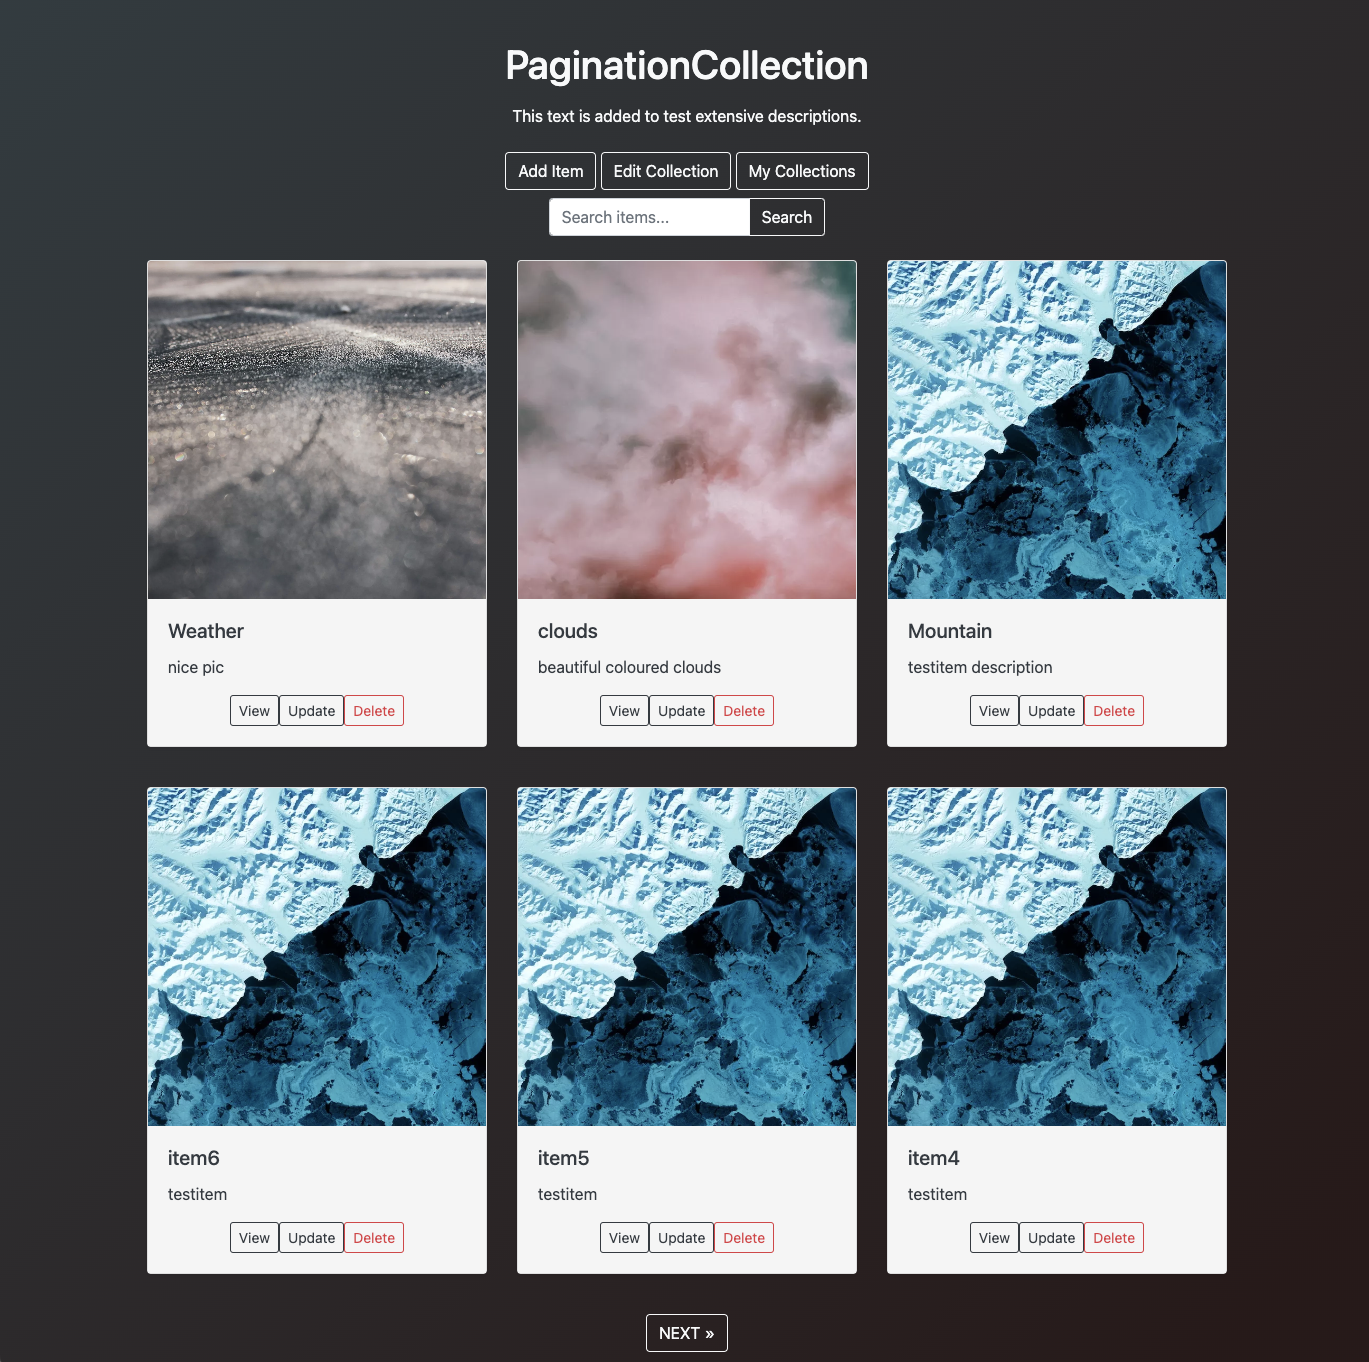 PaginationCollection
This text is added to test extensive descriptions.
Add Item Edit Collection My Collections
Search items... Search
Weather
nice pic
View Update Delete
clouds
beautiful coloured clouds
View Update Delete
Mountain
testitem description
View Update Delete
item6
testitem
View Update Delete
item5
testitem
View Update Delete
item4
testitem
View Update Delete
NEXT »